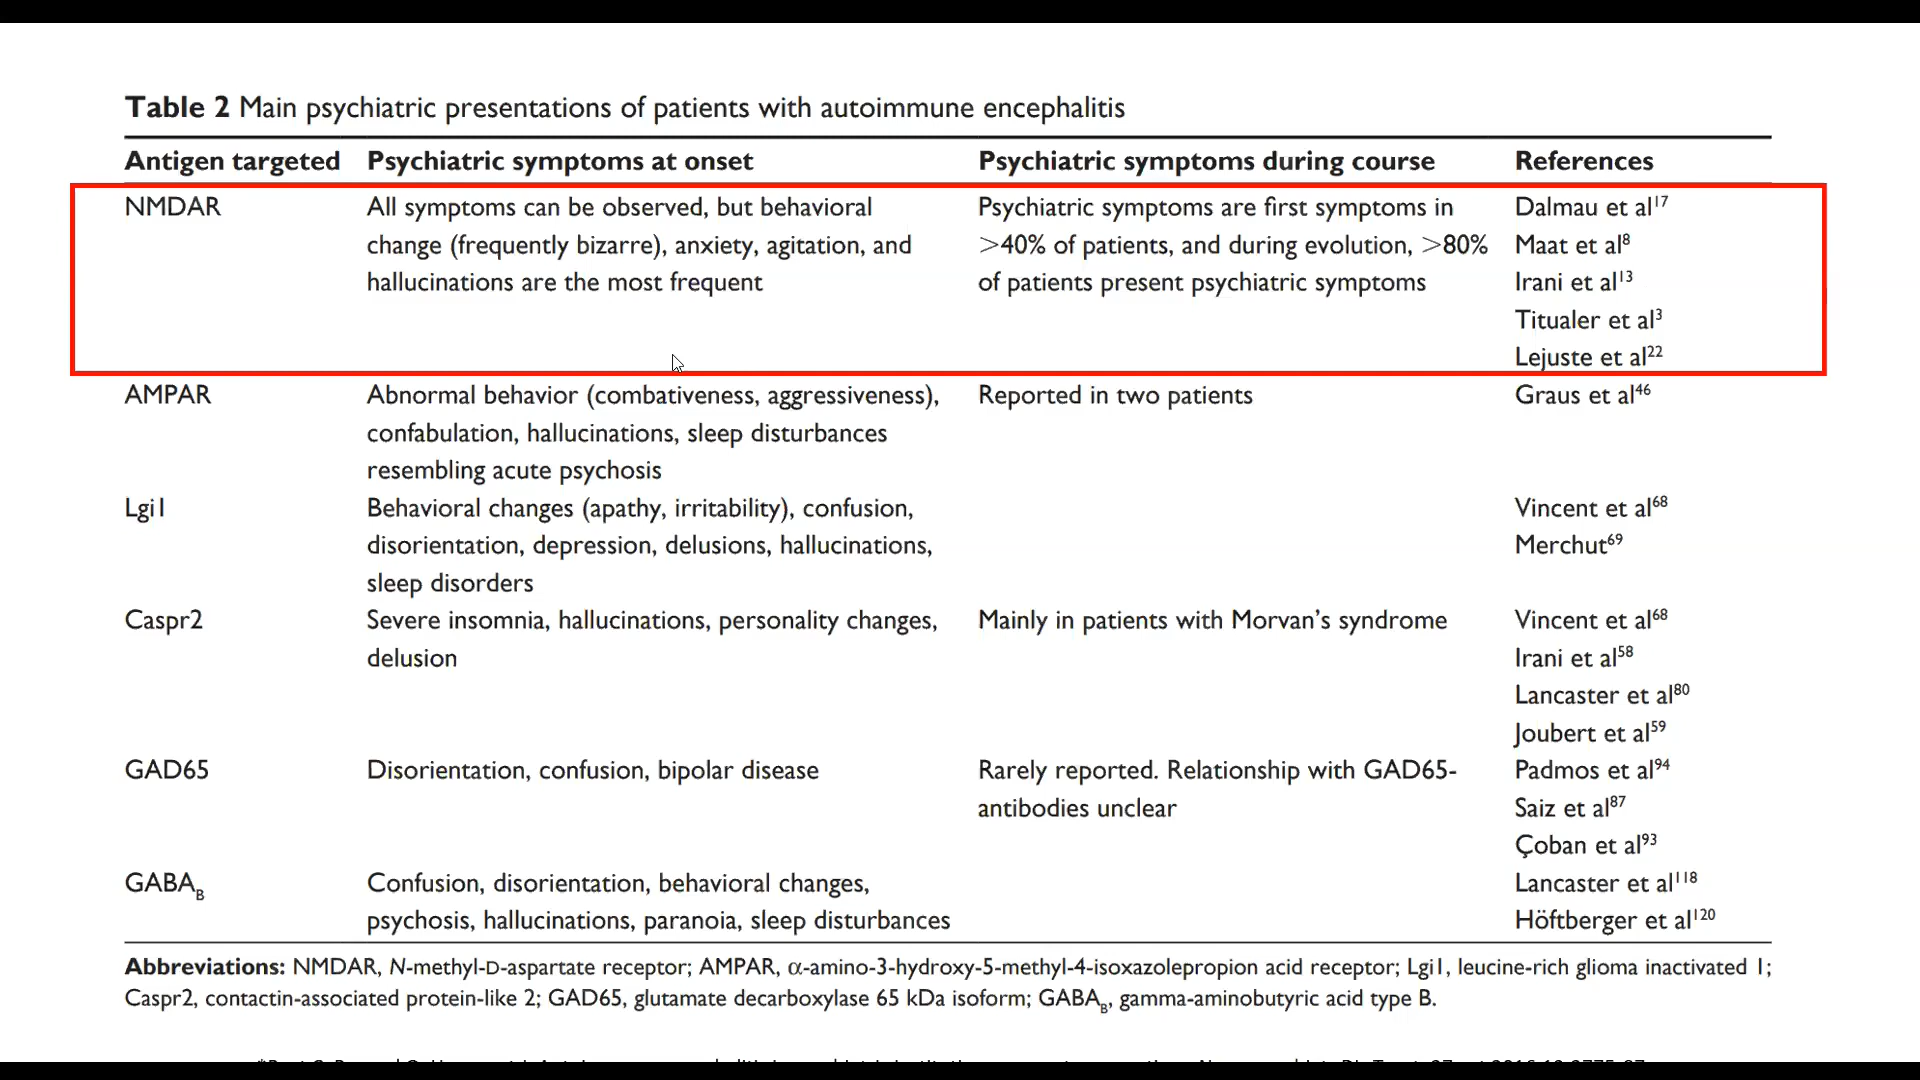 Table 2 Main psychiatric presentations of patients with autoimmune encephalitis
Antigen targeted Psychiatric symptoms at onset Psychiatric symptoms during course References
NMDAR All symptoms can be observed, but behavioral Psychiatric symptoms are first symptoms in Dalmau et al17
change (frequently bizarre), anxiety, agitation, and >40% of patients, and during evolution, >80% Maat et al8
hallucinations are the most frequent of patients present psychiatric symptoms Irani et al13
Titualer et al3
Lejuste et al22
AMPAR Abnormal behavior (combativeness, aggressiveness), Reported in two patients Graus et al46
confabulation, hallucinations, sleep disturbances
resembling acute psychosis
Lgi1 Behavioral changes (apathy, irritability), confusion, Vincent et al68
disorientation, depression, delusions, hallucinations, Merchut69
sleep disorders
Caspr2 Severe insomnia, hallucinations, personality changes, Mainly in patients with Morvan's syndrome Vincent et al68
delusion Irani et al58
Lancaster et al80
Joubert et al59
GAD65 Disorientation, confusion, bipolar disease Rarely reported. Relationship with GAD65- Padmos et al94
antibodies unclear Saiz et al87
Çoban et al93
GABAB Confusion, disorientation, behavioral changes, Lancaster et al118
psychosis, hallucinations, paranoia, sleep disturbances Höftberger et al120
Abbreviations: NMDAR, N-methyl-D-aspartate receptor; AMPAR, α-amino-3-hydroxy-5-methyl-4-isoxazolepropion acid receptor; Lgi1, leucine-rich glioma inactivated 1;
Caspr2, contactin-associated protein-like 2; GAD65, glutamate decarboxylase 65 kDa isoform; GABAB, gamma-aminobutyric acid type B.